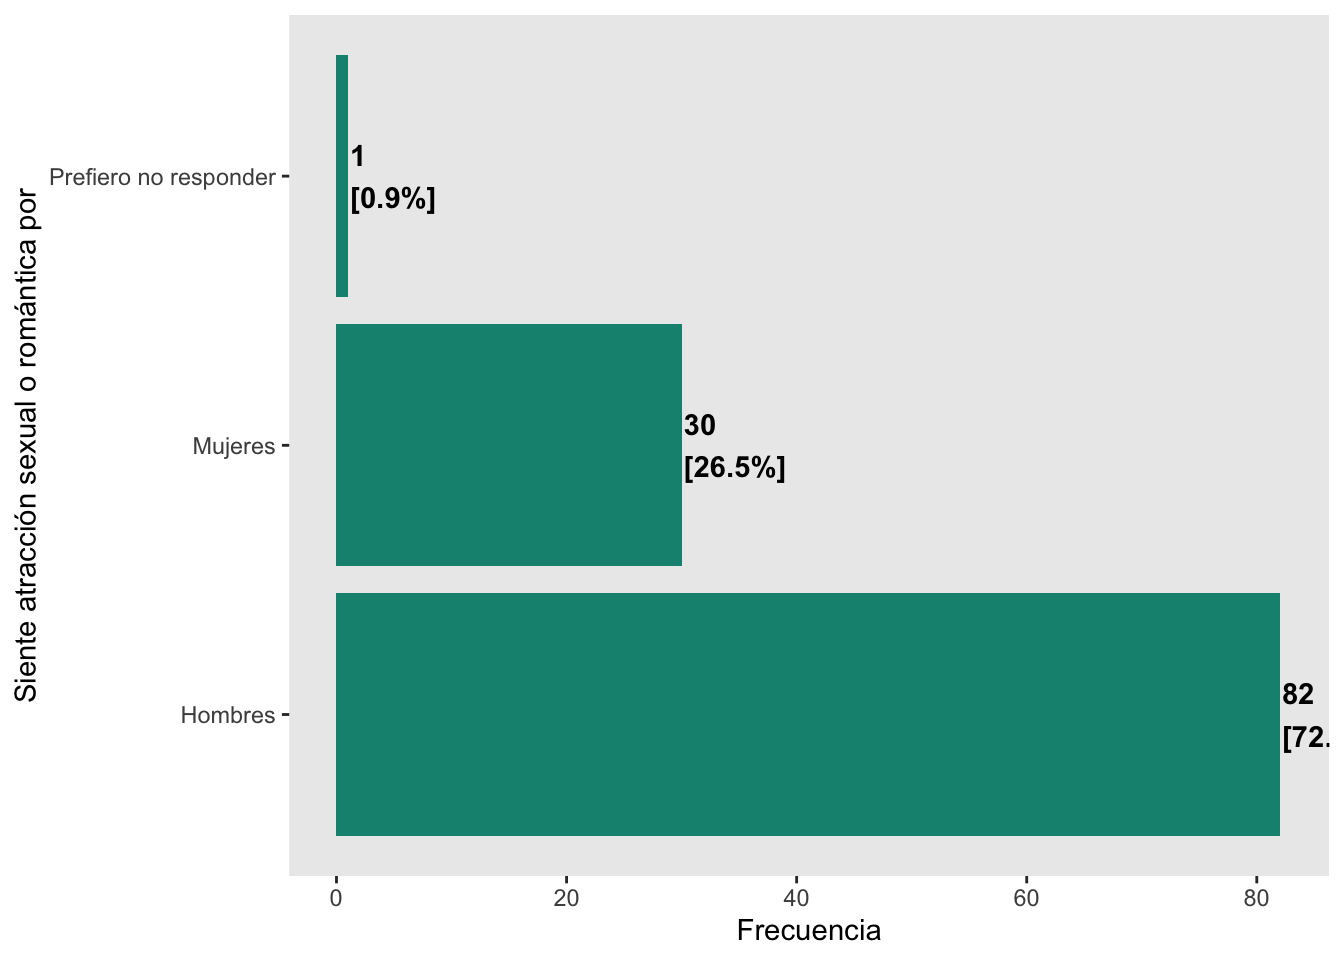 Siente atracción sexual o romántica por
Prefiero no responder
1
[0.9%]
Mujeres
30
[26.5%]
Hombres
82
[72.
0
20
40
60
80
Frecuencia